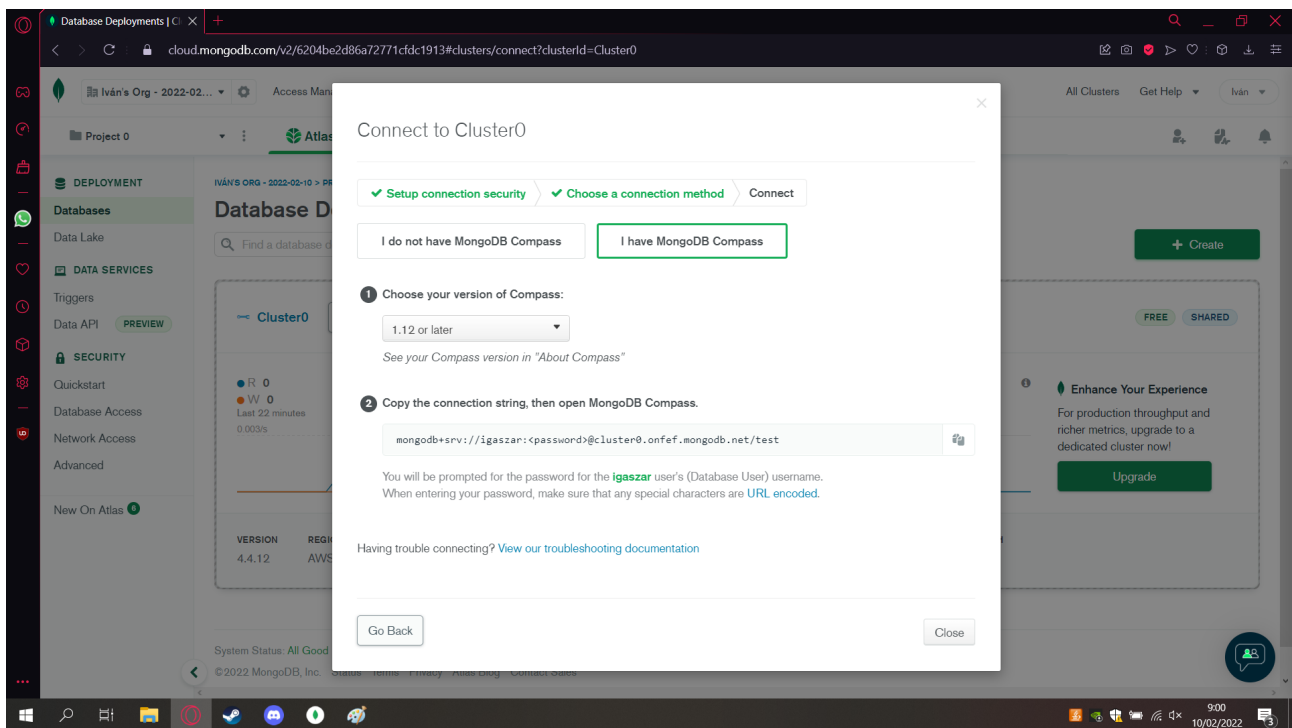 Database Deployments | Cl
cloud.mongodb.com/v2/6204be2d86a72771cfdc1913#clusters/connect?clusterId=Cluster0
Iván's Org - 2022-02...
Access Man
All Clusters
Get Help
Iván
Project 0
Atlas
Connect to Cluster0
DEPLOYMENT
Databases
Data Lake
DATA SERVICES
Triggers
Data API PREVIEW
SECURITY
Quickstart
Database Access
Network Access
Advanced
New On Atlas 6
IVÁN'S ORG - 2022-02-10 > PR
Database D
Find a database d
+ Create
Cluster0
FREE SHARED
R 0
W 0
Last 22 minutes
0.003/s
VERSION REGI
4.4.12 AWS
Setup connection security
Choose a connection method
Connect
I do not have MongoDB Compass
I have MongoDB Compass
1 Choose your version of Compass:
1.12 or later
See your Compass version in "About Compass"
2 Copy the connection string, then open MongoDB Compass.
mongodb+srv://igaszar:<password>@cluster0.onfef.mongodb.net/test
You will be prompted for the password for the igaszar user's (Database User) username.
When entering your password, make sure that any special characters are URL encoded.
Having trouble connecting? View our troubleshooting documentation
Go Back
Close
Enhance Your Experience
For production throughput and
richer metrics, upgrade to a
dedicated cluster now!
Upgrade
System Status: All Good
©2022 MongoDB, Inc. Status Terms Privacy Atlas Blog Contact Sales
9:00
10/02/2022